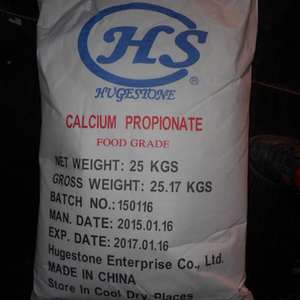 HS
®
HUGESTONE
CALCIUM PROPIONATE
FOOD GRADE
NET WEIGHT: 25 KGS
GROSS WEIGHT: 25.17 KGS
BATCH NO.:150116
MAN. DATE:2015.01.16
EXP. DATE:2017.01.16
Hugestone Enterprise Co., Ltd.
MADE IN CHINA
Store In Cool Dry Places